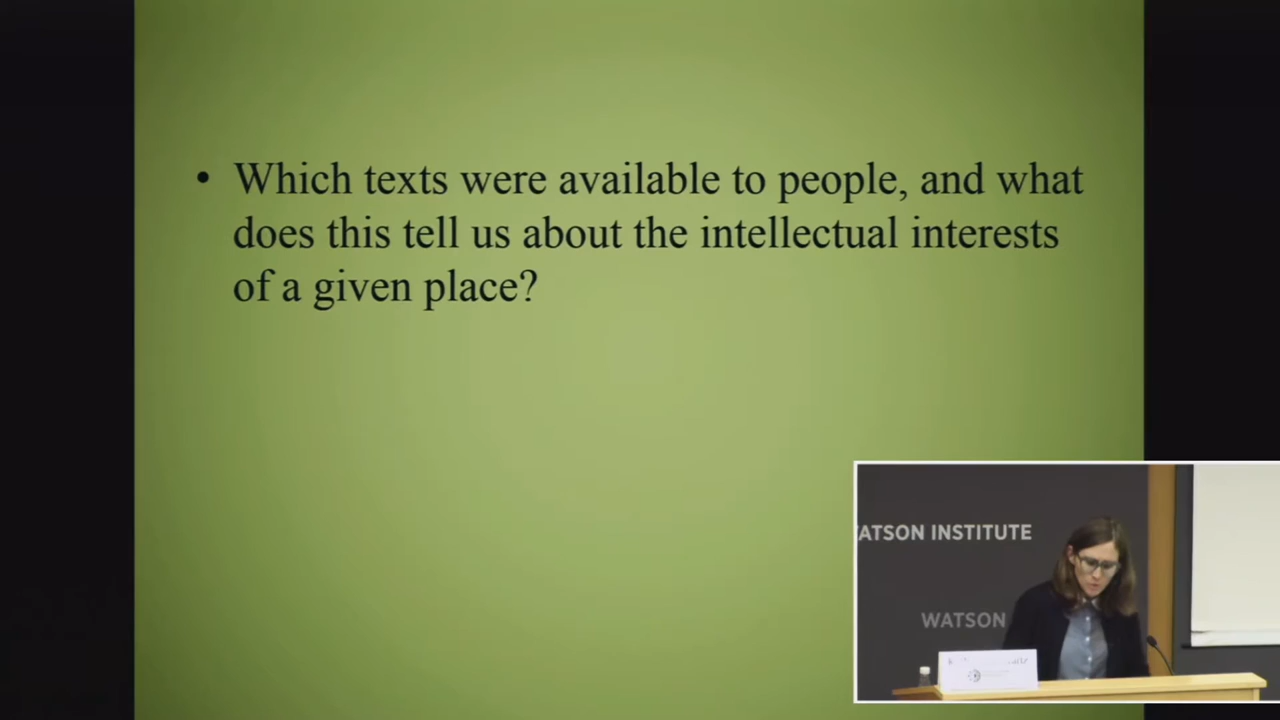 • Which texts were available to people, and what
does this tell us about the intellectual interests
of a given place?
ATSON INSTITUTE
WATSON